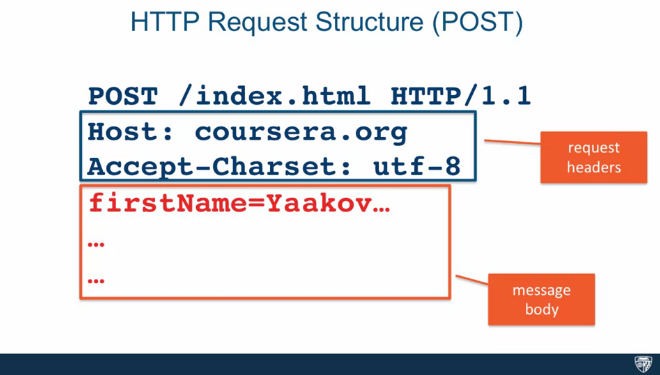 HTTP Request Structure (POST)
POST /index.html HTTP/1.1
Host: coursera.org
Accept-Charset: utf-8
request
headers
firstName=Yaakov…
…
…
message
body